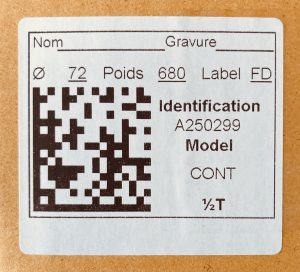 Nom Gravure
Ø 72 Poids 680 Label FD
Identification
A250299
Model
CONT
½T